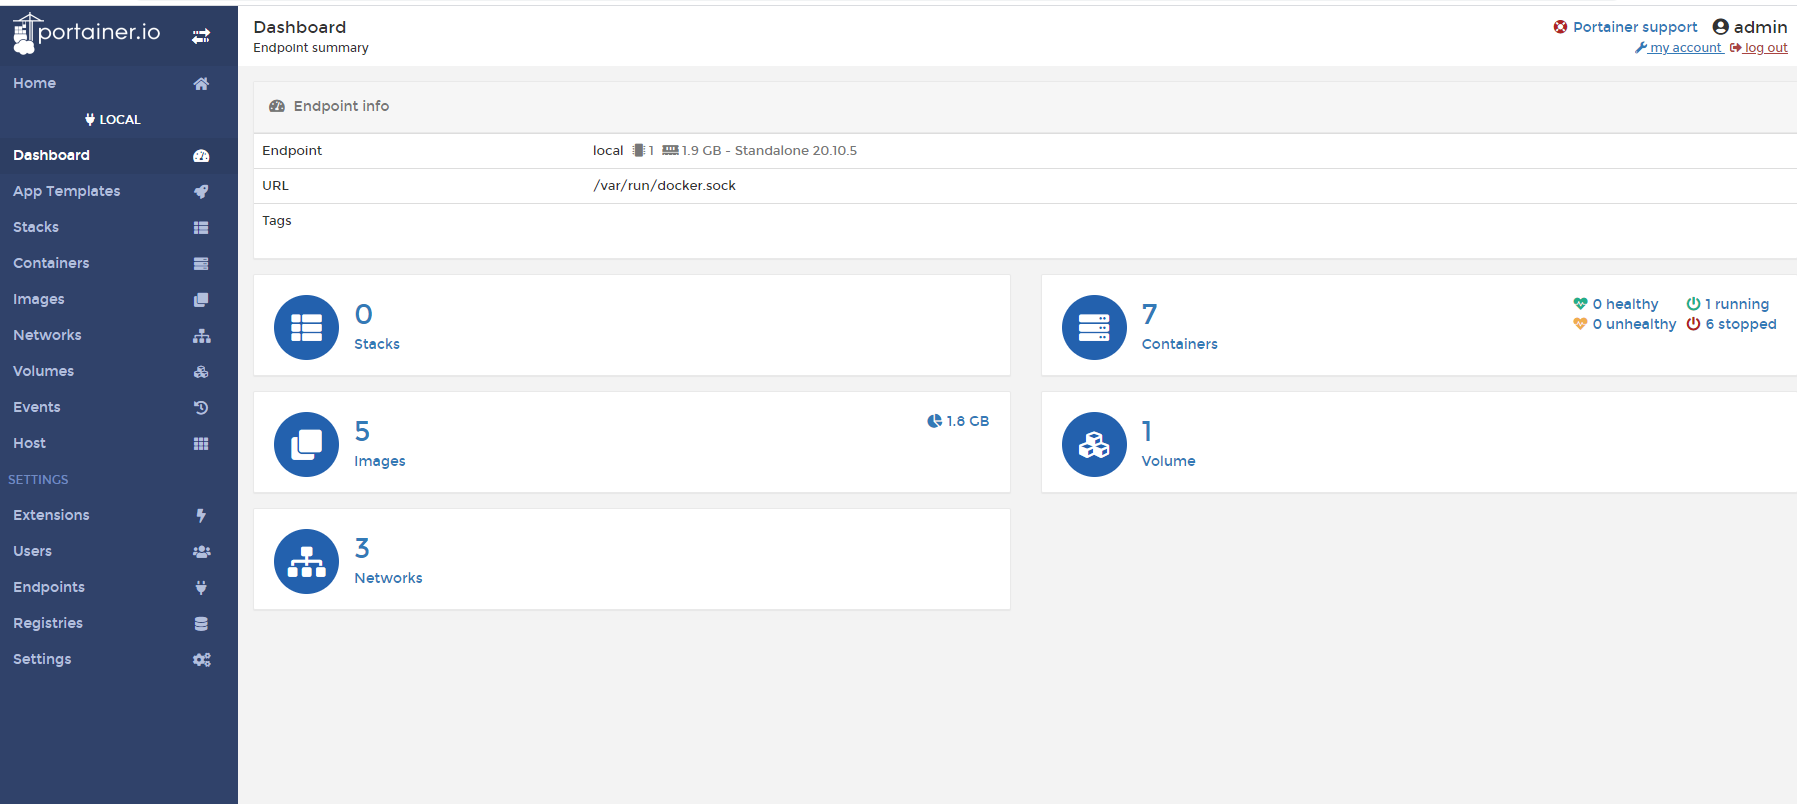 portainer.io
Home
LOCAL
Dashboard
App Templates
Stacks
Containers
Images
Networks
Volumes
Events
Host
SETTINGS
Extensions
Users
Endpoints
Registries
Settings
Dashboard
Endpoint summary
Portainer support admin
my account log out
Endpoint info
Endpoint local 1 1.9 GB - Standalone 20.10.5
URL /var/run/docker.sock
Tags
0
Stacks
7
Containers
0 healthy 1 running
0 unhealthy 6 stopped
5
Images
1.8 GB
1
Volume
3
Networks